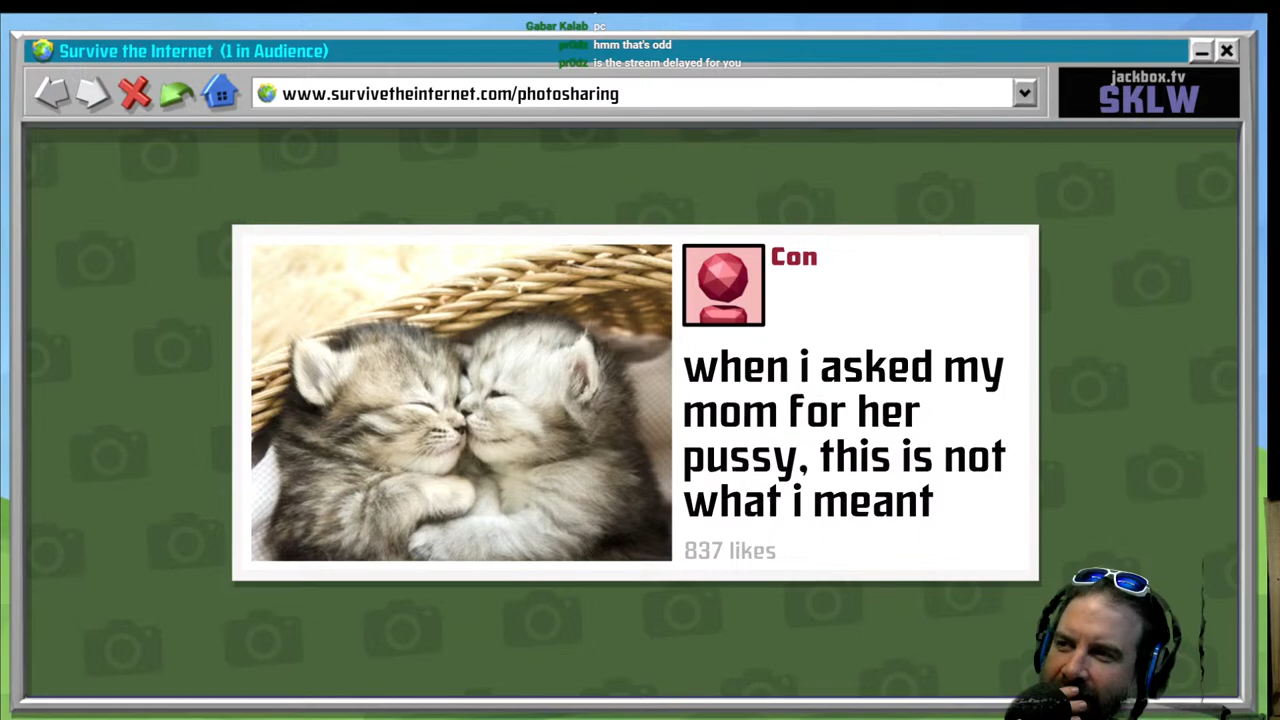 Gabar Kalab pc
pr0dz hmm that's odd
pr0dz is the stream delayed for you
Survive the Internet (1 in Audience)
www.survivetheinternet.com/photosharing
jackbox.tv
SKLW
Con
when i asked my
mom for her
pussy, this is not
what i meant
837 likes